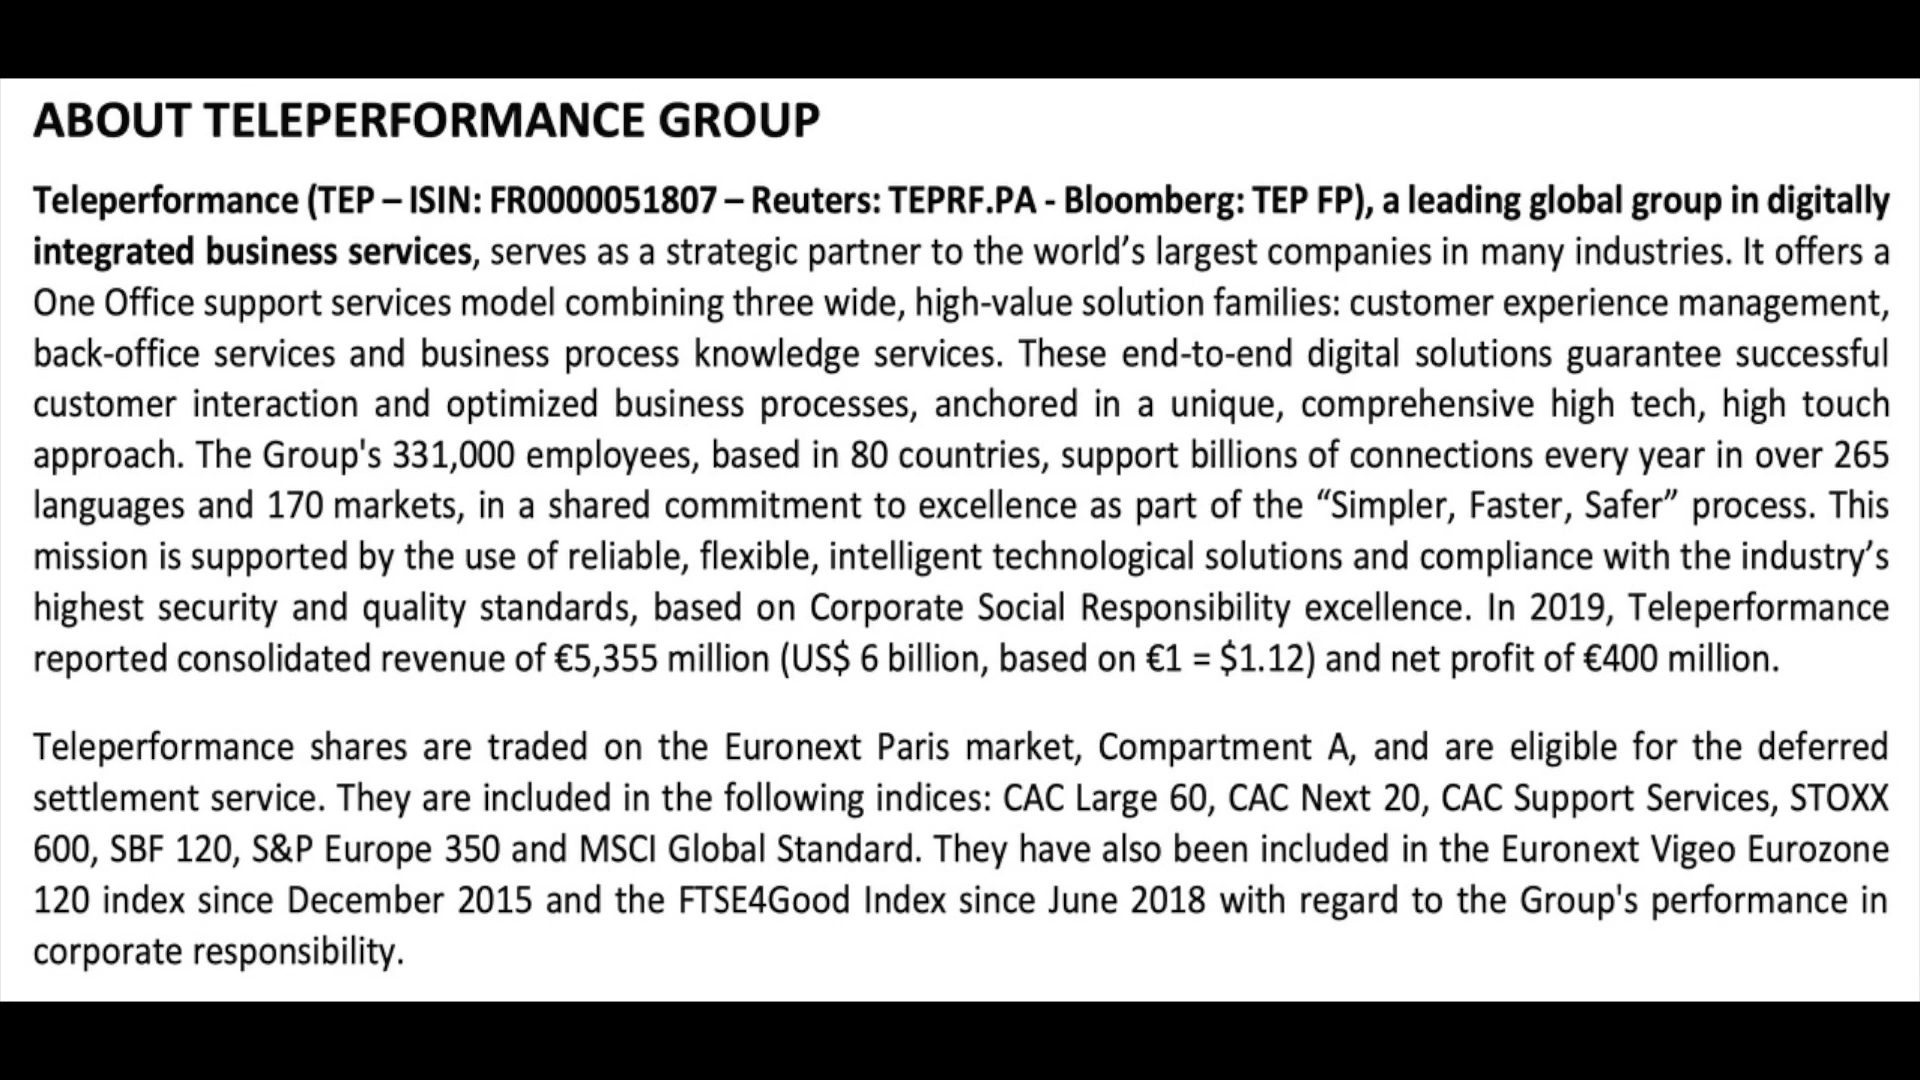 ABOUT TELEPERFORMANCE GROUP
Teleperformance (TEP – ISIN: FR0000051807 – Reuters: TEPRF.PA - Bloomberg: TEP FP), a leading global group in digitally
integrated business services, serves as a strategic partner to the world’s largest companies in many industries. It offers a
One Office support services model combining three wide, high-value solution families: customer experience management,
back-office services and business process knowledge services. These end-to-end digital solutions guarantee successful
customer interaction and optimized business processes, anchored in a unique, comprehensive high tech, high touch
approach. The Group's 331,000 employees, based in 80 countries, support billions of connections every year in over 265
languages and 170 markets, in a shared commitment to excellence as part of the “Simpler, Faster, Safer” process. This
mission is supported by the use of reliable, flexible, intelligent technological solutions and compliance with the industry’s
highest security and quality standards, based on Corporate Social Responsibility excellence. In 2019, Teleperformance
reported consolidated revenue of €5,355 million (US$ 6 billion, based on €1 = $1.12) and net profit of €400 million.
Teleperformance shares are traded on the Euronext Paris market, Compartment A, and are eligible for the deferred
settlement service. They are included in the following indices: CAC Large 60, CAC Next 20, CAC Support Services, STOXX
600, SBF 120, S&P Europe 350 and MSCI Global Standard. They have also been included in the Euronext Vigeo Eurozone
120 index since December 2015 and the FTSE4Good Index since June 2018 with regard to the Group's performance in
corporate responsibility.